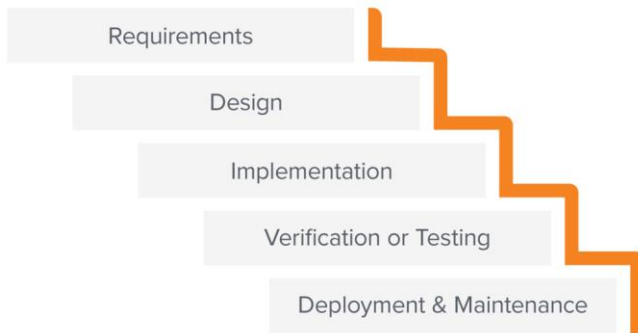 Requirements
Design
Implementation
Verification or Testing
Deployment & Maintenance